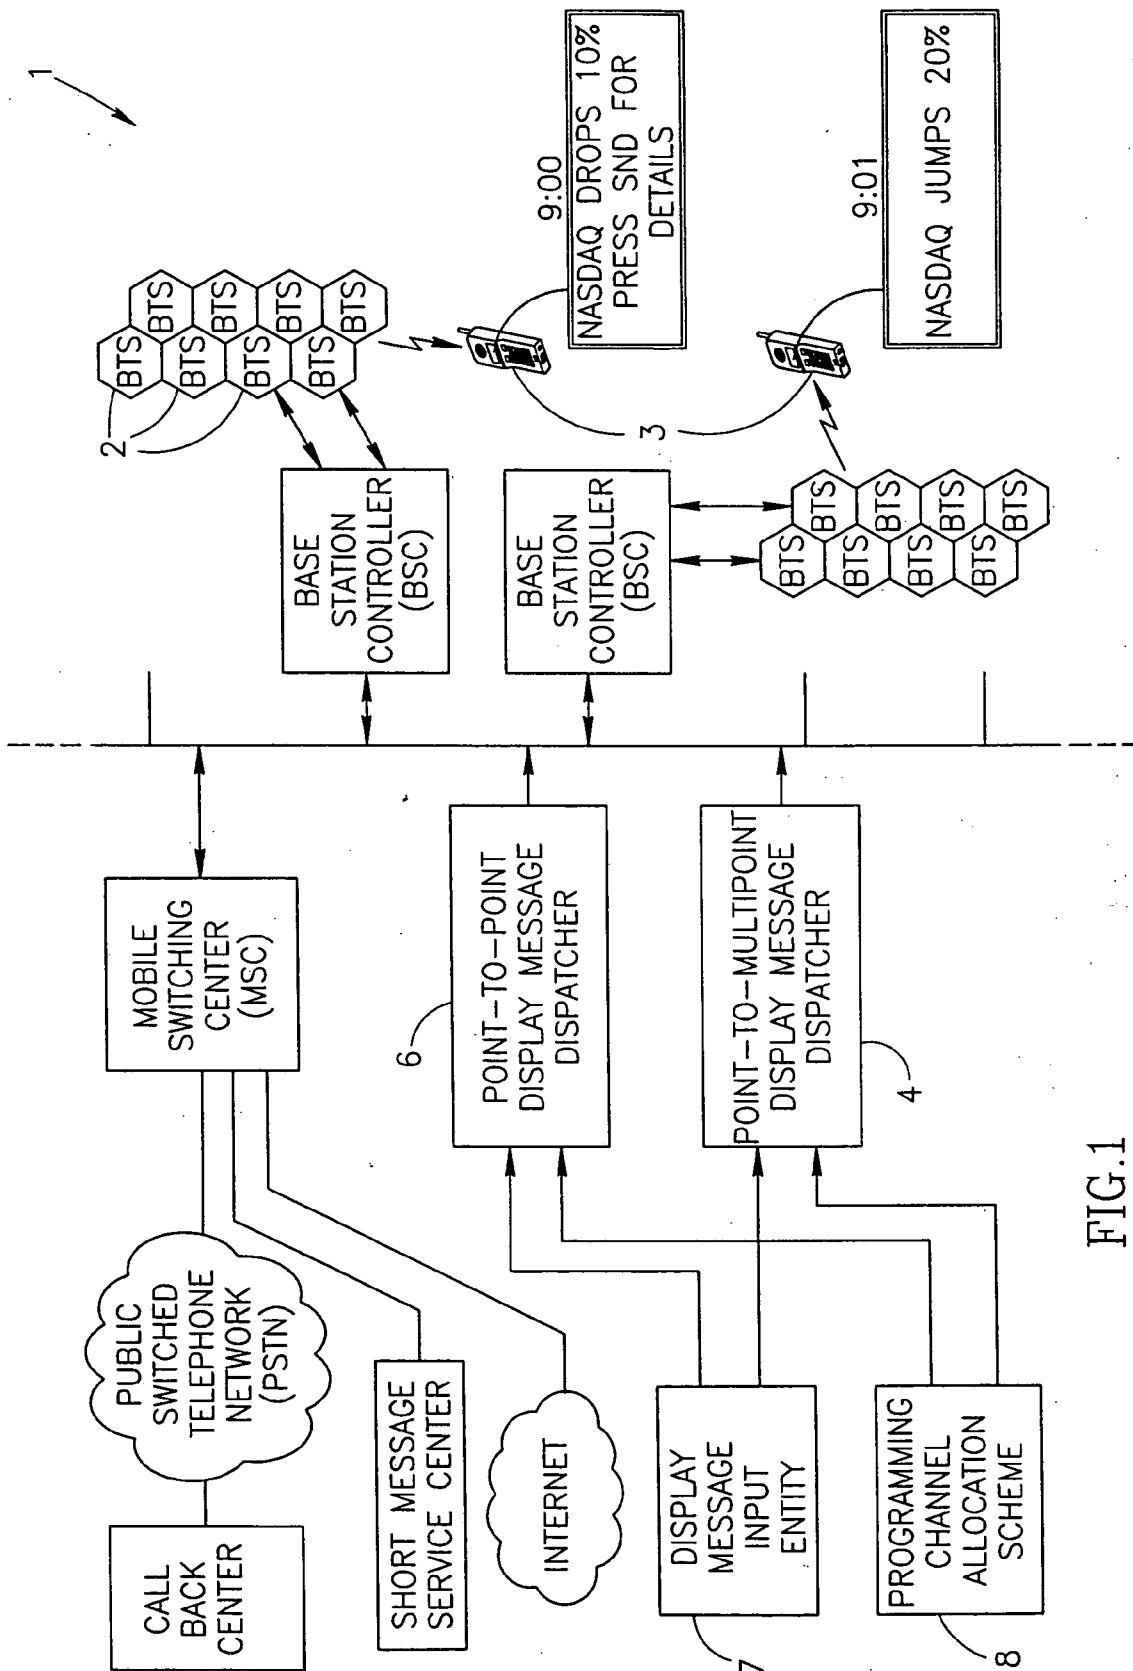 1
BTS
BTS
BTS
BTS
BTS
BTS
BTS
BTS
2
9:00
NASDAQ DROPS 10%
PRESS SND FOR
DETAILS
9:01
NASDAQ JUMPS 20%
3
BASE
STATION
CONTROLLER
(BSC)
BASE
STATION
CONTROLLER
(BSC)
BTS
BTS
BTS
BTS
BTS
BTS
BTS
BTS
MOBILE
SWITCHING
CENTER
(MSC)
6
POINT-TO-POINT
DISPLAY MESSAGE
DISPATCHER
POINT-TO-MULTIPOINT
DISPLAY MESSAGE
DISPATCHER
4
PUBLIC
SWITCHED
TELEPHONE
NETWORK
(PSTN)
CALL
BACK
CENTER
SHORT MESSAGE
SERVICE CENTER
INTERNET
DISPLAY
MESSAGE
INPUT
ENTITY
7
PROGRAMMING
CHANNEL
ALLOCATION
SCHEME
8
FIG.1